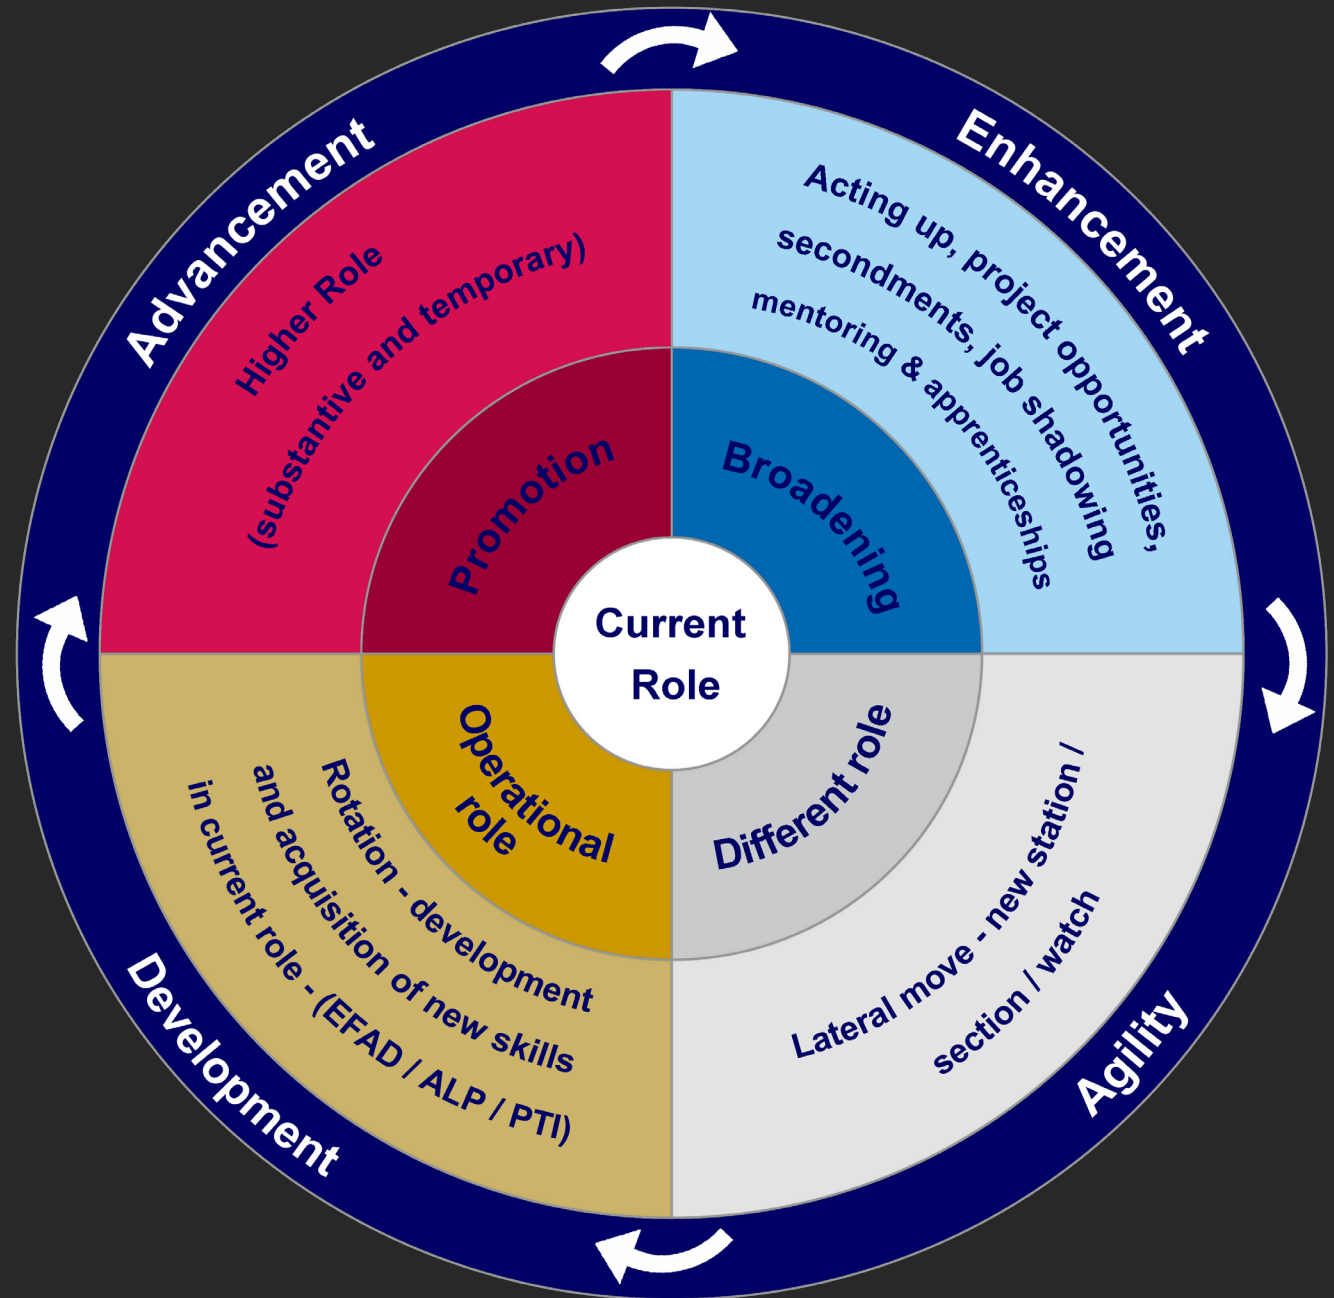 Advancement
Enhancement
Higher Role
(substantive and temporary)
Acting up, project opportunities,
secondments, job shadowing
mentoring & apprenticeships
Promotion
Broadening
Current
Role
Operational
role
Different role
Rotation - development
and acquisition of new skills
in current role - (EFAD / ALP / PTI)
Lateral move - new station /
section / watch
Development
Agility